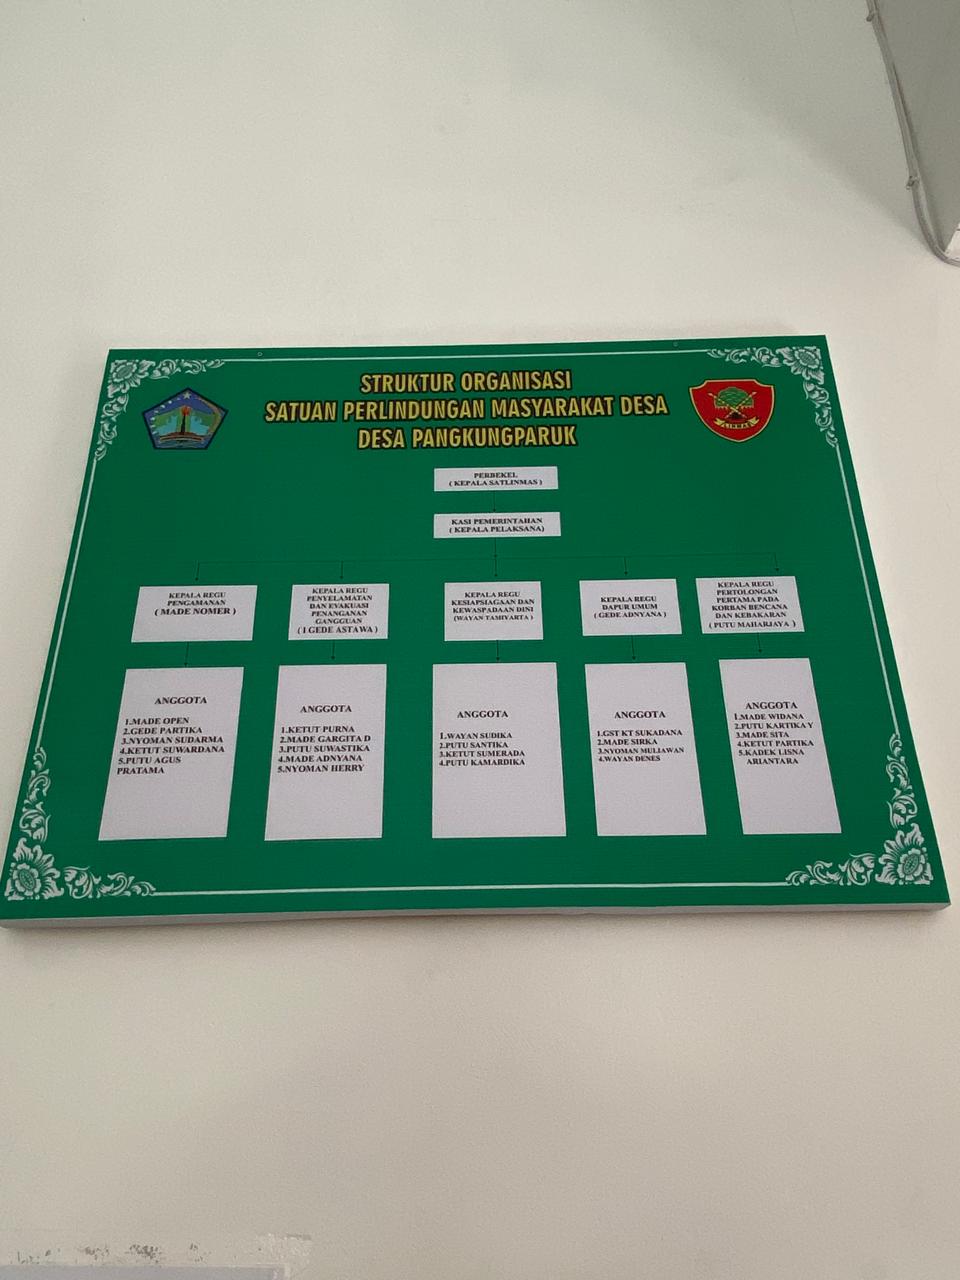 STRUKTUR ORGANISASI
SATUAN PERLINDUNGAN MASYARAKAT DESA
DESA PANGKUNGPARUK
LINMAS
PERBEKEL
( KEPALA SATLINMAS )
KASI PEMERINTAHAN
( KEPALA PELAKSANA)
KEPALA REGU
PENGAMANAN
( MADE NOMER )
KEPALA REGU
PENYELAMATAN
DAN EVAKUASI
PENANGANAN
GANGGUAN
( I GEDE ASTAWA )
KEPALA REGU
KESIAPSIAGAAN DAN
KEWASPADAAN DINI
(WAYAN TAMIYARTA )
KEPALA REGU
DAPUR UMUM
(GEDE ADNYANA )
KEPALA REGU
PERTOLONGAN
PERTAMA PADA
KORBAN BENCANA
DAN KEBAKARAN
( PUTU MAHARJAYA )
ANGGOTA
1.MADE OPEN
2.GEDE PARTIKA
3.NYOMAN SUDARMA
4.KETUT SUWARDANA
5.PUTU AGUS
PRATAMA
ANGGOTA
1.KETUT PURNA
2.MADE GARGITA D
3.PUTU SUWASTIKA
4.MADE ADNYANA
5.NYOMAN HERRY
ANGGOTA
1.WAYAN SUDIKA
2.PUTU SANTIKA
3.KETUT SUMERADA
4.PUTU KAMARDIKA
ANGGOTA
1.GST KT SUKADANA
2.MADE SIRKA
3.NYOMAN MULIAWAN
4.WAYAN DENES
ANGGOTA
1.MADE WIDANA
2.PUTU KARTIKA Y
3.MADE SITA
4.KETUT PARTIKA
5.KADEK LISNA
ARIANTARA